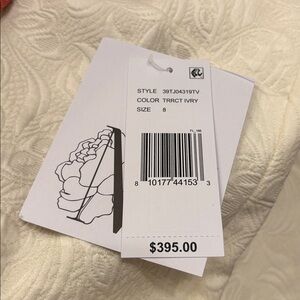 STYLE 39TJ04319TV
COLOR TRRCT IVRY
SIZE 8
8 10177 44153 3
$395.00